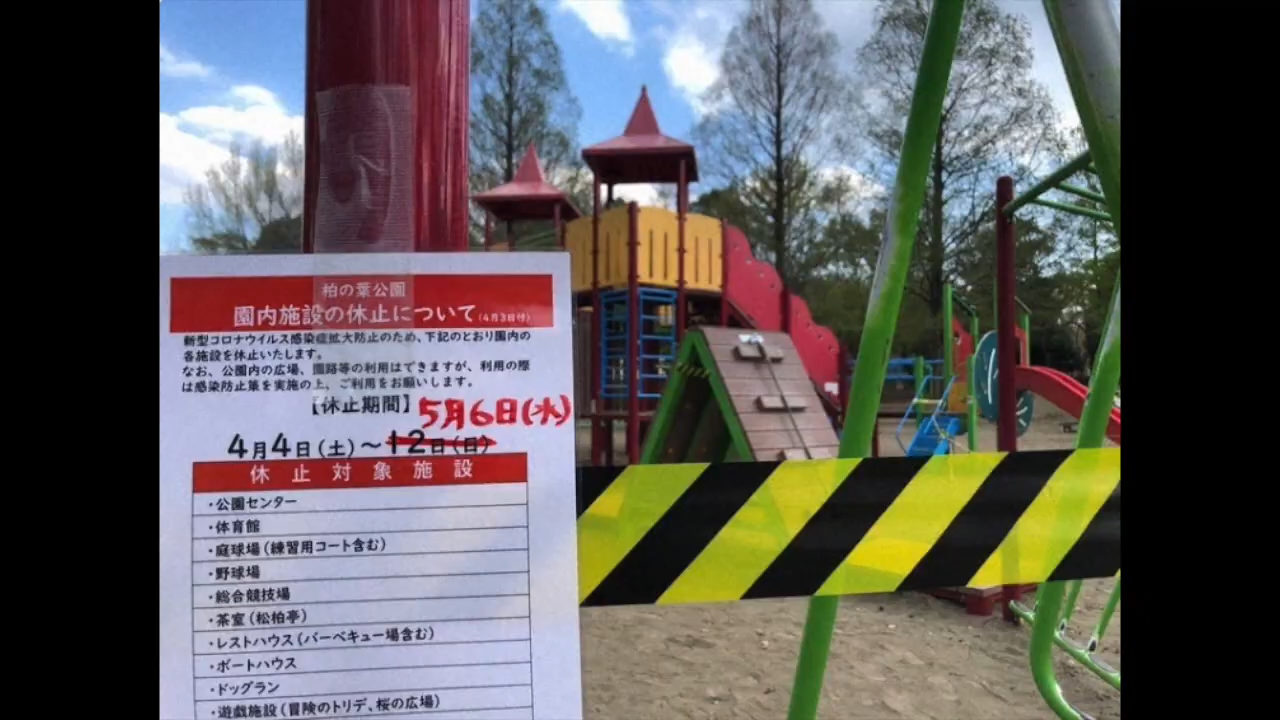 柏の葉公園
園内施設の休止について(4月3日付)
新型コロナウイルス感染症拡大防止のため、下記のとおり園内の
各施設を休止いたします。
なお、公園内の広場、園路等の利用はできますが、利用の際
は感染防止策を実施の上、ご利用をお願いします。
【休止期間】 5月6日(水)
4月4日(土)~12日(日)
休止対象施設
・公園センター
・体育館
・庭球場(練習用コート含む)
・野球場
・総合競技場
・茶室(松柏亭)
・レストハウス(バーベキュー場含む)
・ボートハウス
・ドッグラン
・遊戯施設(冒険のトリデ、桜の広場)